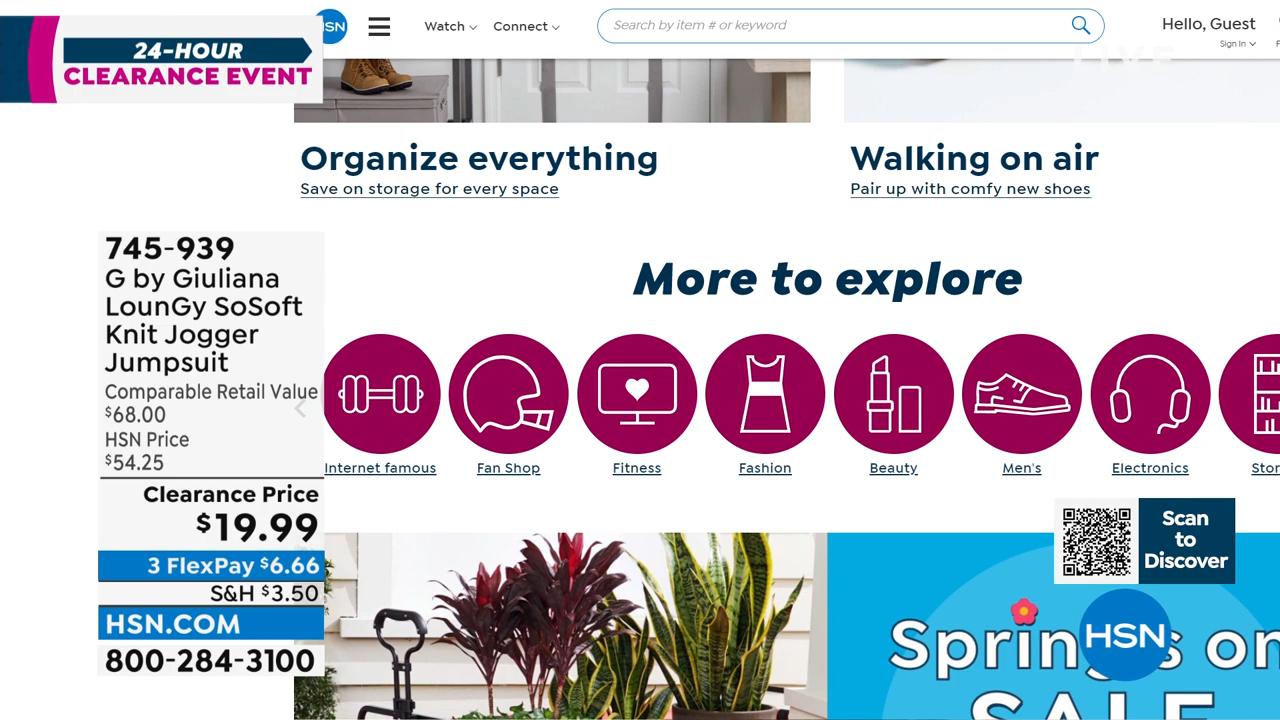 24-HOUR
CLEARANCE EVENT
HSN
Watch
Connect
Search by item # or keyword
Hello, Guest
Sign In
LIVE
Organize everything
Save on storage for every space
Walking on air
Pair up with comfy new shoes
745-939
G by Giuliana
LounGy SoSoft
Knit Jogger
Jumpsuit
Comparable Retail Value
$68.00
HSN Price
$54.25
Clearance Price
$19.99
3 FlexPay $6.66
S&H $3.50
HSN.COM
800-284-3100
More to explore
Internet famous
Fan Shop
Fitness
Fashion
Beauty
Men's
Electronics
Scan
to
Discover
HSN
on
SALE